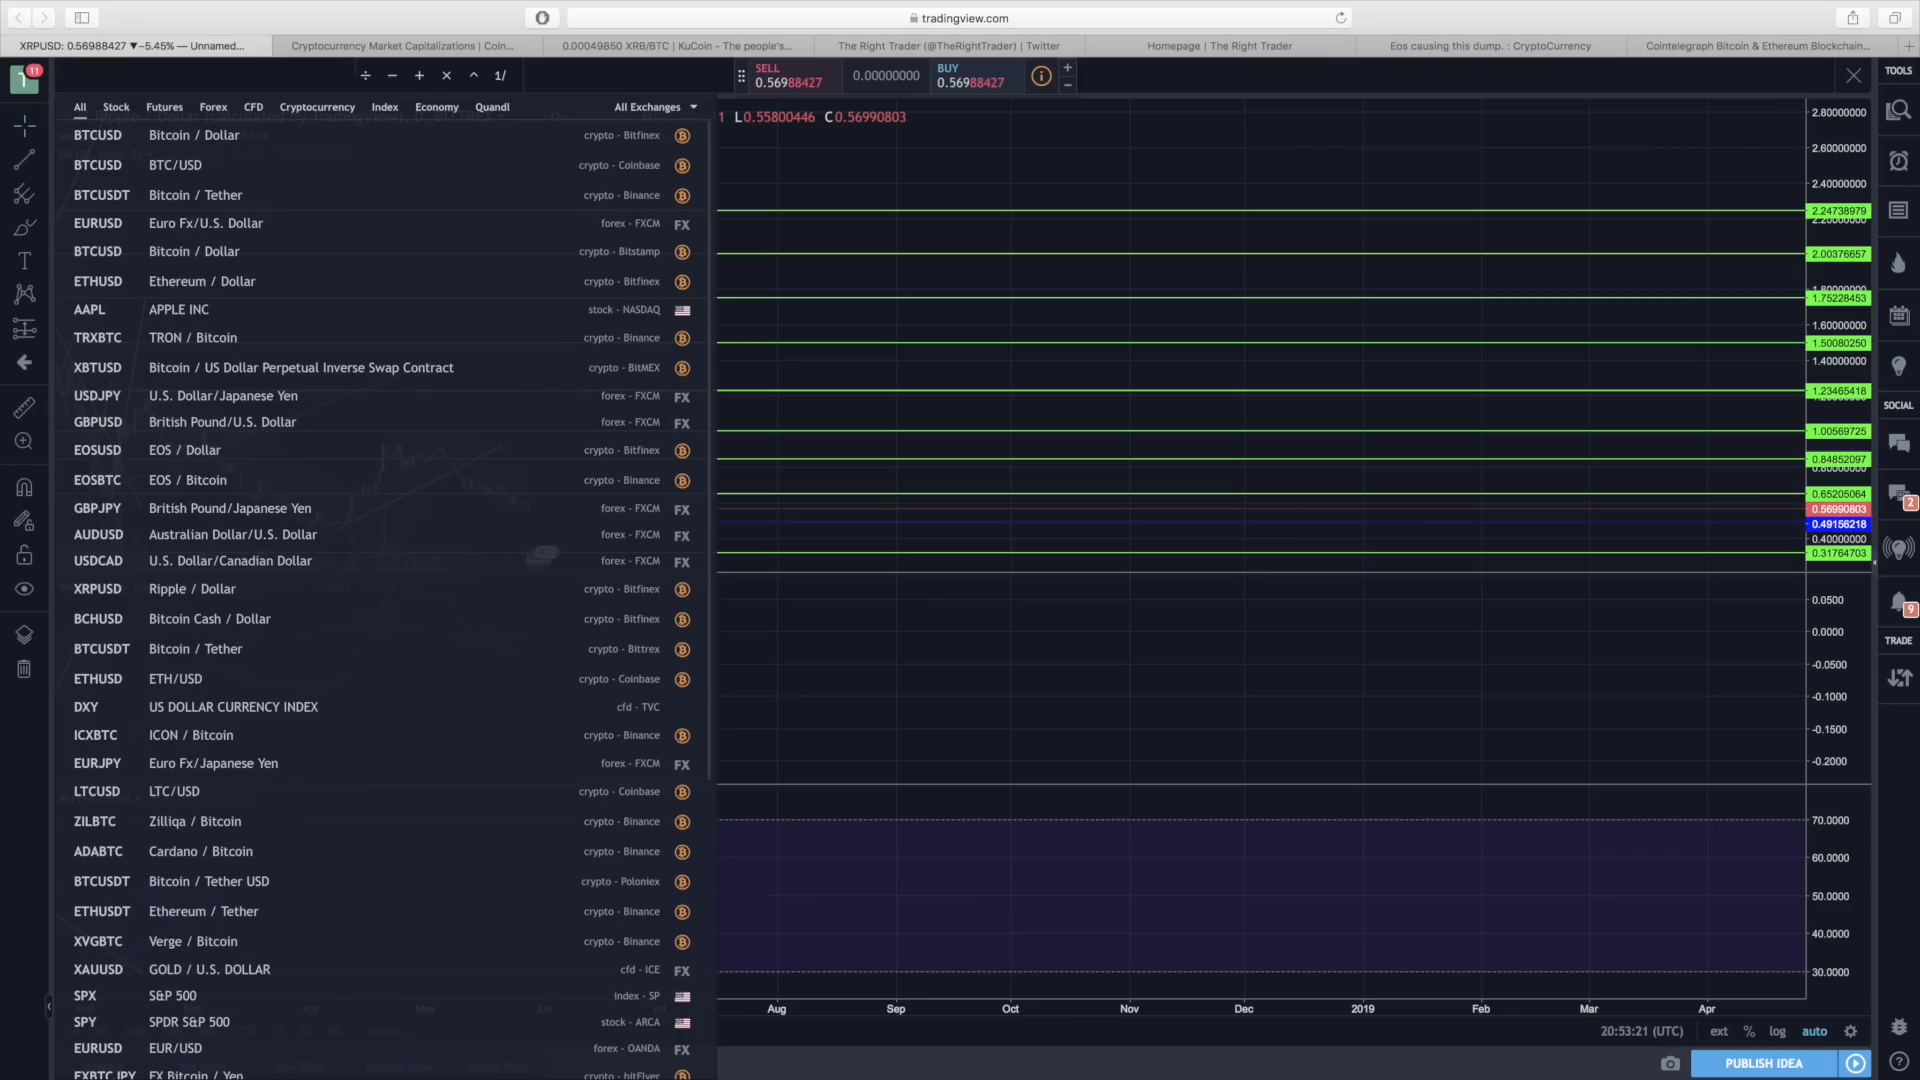 tradingview.com
XRPUSD: 0.56988427 ▼−5.45% — Unnamed...
Cryptocurrency Market Capitalizations | Coin...
0.00049850 XRB/BTC | KuCoin - The people's...
The Right Trader (@TheRightTrader) | Twitter
Homepage | The Right Trader
Eos causing this dump. : CryptoCurrency
Cointelegraph Bitcoin & Ethereum Blockchain...
11
÷ − + × ^ 1/
SELL
0.56988427
0.00000000
BUY
0.56988427
TOOLS
All Stock Futures Forex CFD Cryptocurrency Index Economy Quandl All Exchanges
1 L0.55800446 C0.56990803
BTCUSD Bitcoin / Dollar crypto - Bitfinex
BTCUSD BTC/USD crypto - Coinbase
BTCUSDT Bitcoin / Tether crypto - Binance
EURUSD Euro Fx/U.S. Dollar forex - FXCM FX
BTCUSD Bitcoin / Dollar crypto - Bitstamp
ETHUSD Ethereum / Dollar crypto - Bitfinex
AAPL APPLE INC stock - NASDAQ
TRXBTC TRON / Bitcoin crypto - Binance
XBTUSD Bitcoin / US Dollar Perpetual Inverse Swap Contract crypto - BitMEX
USDJPY U.S. Dollar/Japanese Yen forex - FXCM FX
GBPUSD British Pound/U.S. Dollar forex - FXCM FX
EOSUSD EOS / Dollar crypto - Bitfinex
EOSBTC EOS / Bitcoin crypto - Binance
GBPJPY British Pound/Japanese Yen forex - FXCM FX
AUDUSD Australian Dollar/U.S. Dollar forex - FXCM FX
USDCAD U.S. Dollar/Canadian Dollar forex - FXCM FX
XRPUSD Ripple / Dollar crypto - Bitfinex
BCHUSD Bitcoin Cash / Dollar crypto - Bitfinex
BTCUSDT Bitcoin / Tether crypto - Bittrex
ETHUSD ETH/USD crypto - Coinbase
DXY US DOLLAR CURRENCY INDEX cfd - TVC
ICXBTC ICON / Bitcoin crypto - Binance
EURJPY Euro Fx/Japanese Yen forex - FXCM FX
LTCUSD LTC/USD crypto - Coinbase
ZILBTC Zilliqa / Bitcoin crypto - Binance
ADABTC Cardano / Bitcoin crypto - Binance
BTCUSDT Bitcoin / Tether USD crypto - Poloniex
ETHUSDT Ethereum / Tether crypto - Binance
XVGBTC Verge / Bitcoin crypto - Binance
XAUUSD GOLD / U.S. DOLLAR cfd - ICE FX
SPX S&P 500 index - SP
SPY SPDR S&P 500 stock - ARCA
EURUSD EUR/USD forex - OANDA FX
FXBTCJPY FX Bitcoin / Yen crypto - bitFlyer
2.80000000
2.60000000
2.40000000
2.24738979
2.20000000
2.00376657
1.80000000
1.75228453
1.60000000
1.50080250
1.40000000
1.23465418
1.00569725
0.84852097
0.80000000
0.65205064
0.56990803
0.49156218
0.40000000
0.31764703
0.0500
0.0000
-0.0500
-0.1000
-0.1500
-0.2000
70.0000
60.0000
50.0000
40.0000
30.0000
SOCIAL
2
9
TRADE
Aug Sep Oct Nov Dec 2019 Feb Mar Apr
20:53:21 (UTC) ext % log auto
PUBLISH IDEA